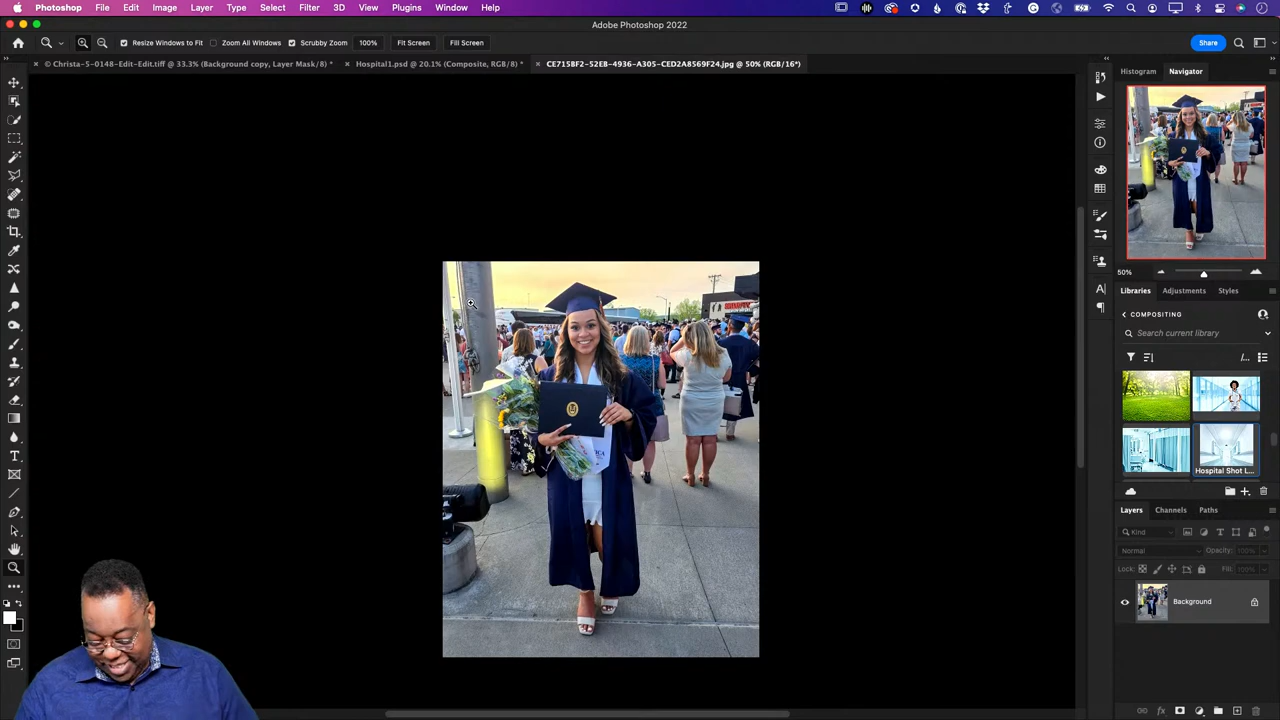 Photoshop File Edit Image Layer Type Select Filter 3D View Plugins Window Help
Adobe Photoshop 2022
Resize Windows to Fit Zoom All Windows Scrubby Zoom 100% Fit Screen Fill Screen Share
© Christa-5-0148-Edit-Edit.tiff @ 33.3% (Background copy, Layer Mask/8) * Hospital1.psd @ 20.1% (Composite, RGB/8) * CE715BF2-52EB-4936-A305-CED2A8569F24.jpg @ 50% (RGB/16*)
Histogram Navigator
50%
Libraries Adjustments Styles
COMPOSITING
Search current library
Hospital Shot L...
Layers Channels Paths
Kind
Normal Opacity: 100%
Lock: Fill: 100%
Background